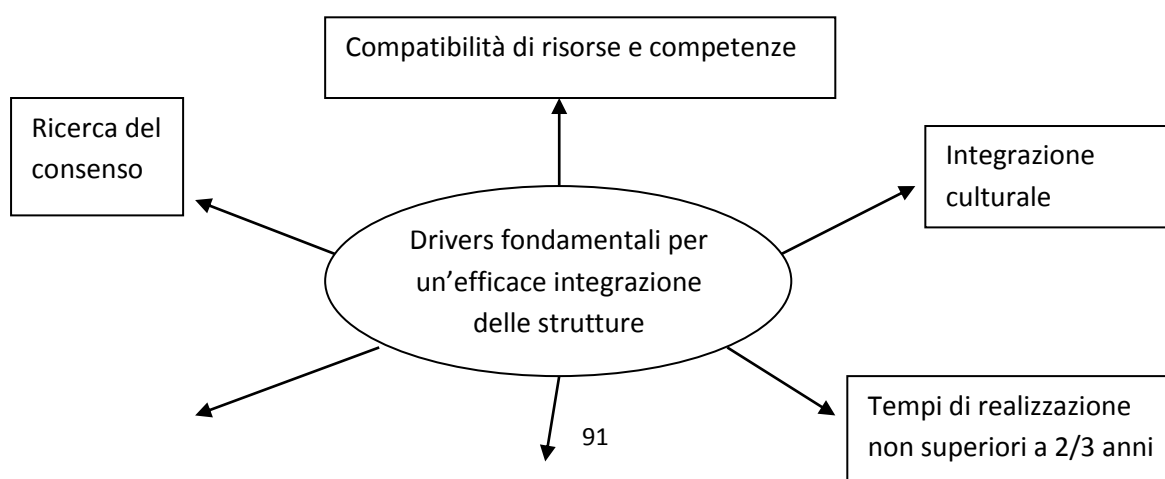 Compatibilità di risorse e competenze
Ricerca del
consenso
Integrazione
culturale
Drivers fondamentali per
un’efficace integrazione
delle strutture
Tempi di realizzazione
non superiori a 2/3 anni
91